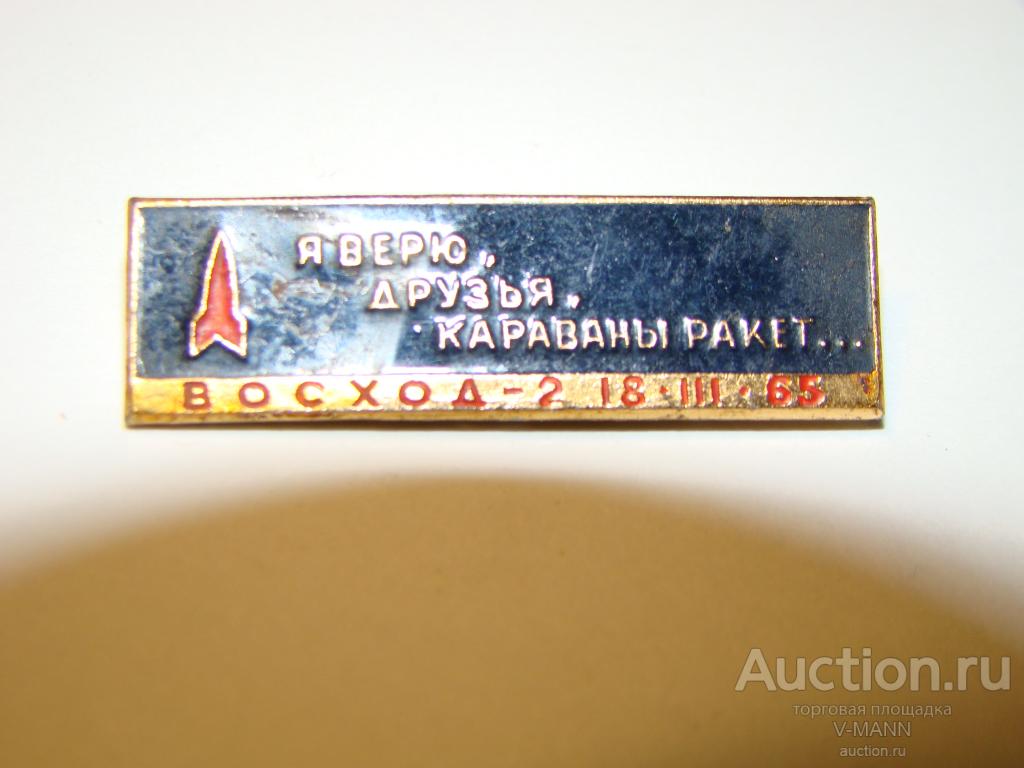 Я ВЕРЮ,
ДРУЗЬЯ,
КАРАВАНЫ РАКЕТ...
ВОСХОД-2 18·III·65
Auction.ru
торговая площадка
V-MANN
auction.ru